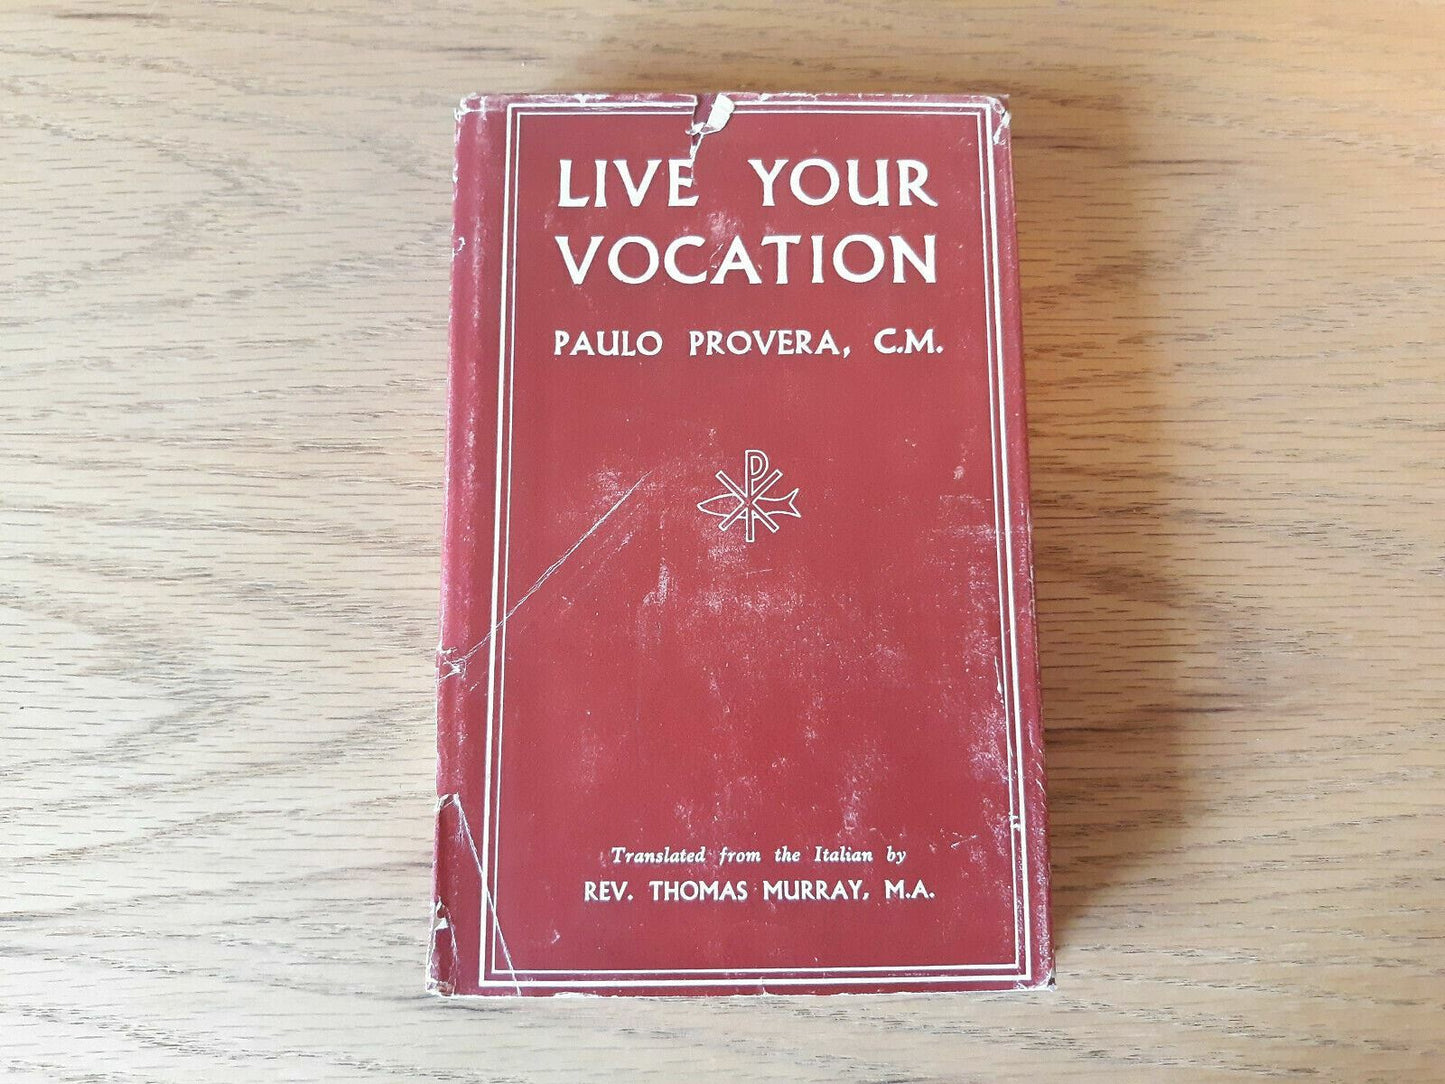 LIVE YOUR
VOCATION
PAULO PROVERA, C.M.
Translated from the Italian by
REV. THOMAS MURRAY, M.A.